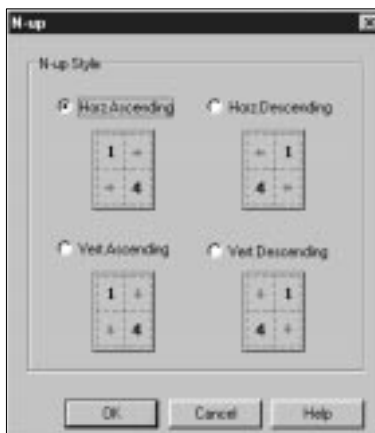 N-up
N-up Style
Horz.Ascending Horz.Descending
1 1
4 4
Vert.Ascending Vert.Descending
1 1
4 4
OK Cancel Help